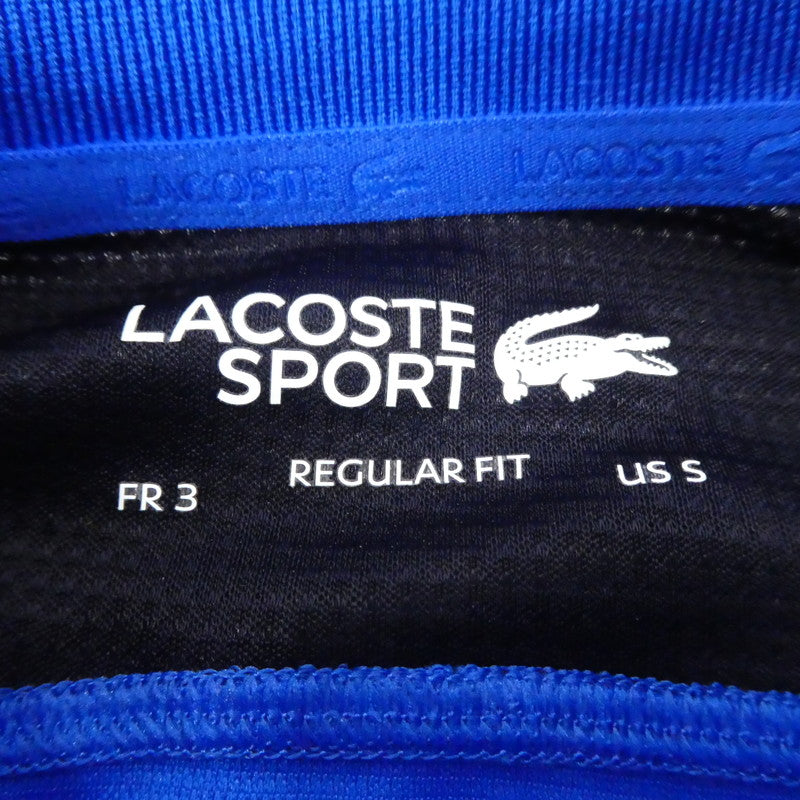 LACOSTE LACOSTE
LACOSTE
SPORT
FR 3 REGULAR FIT US S